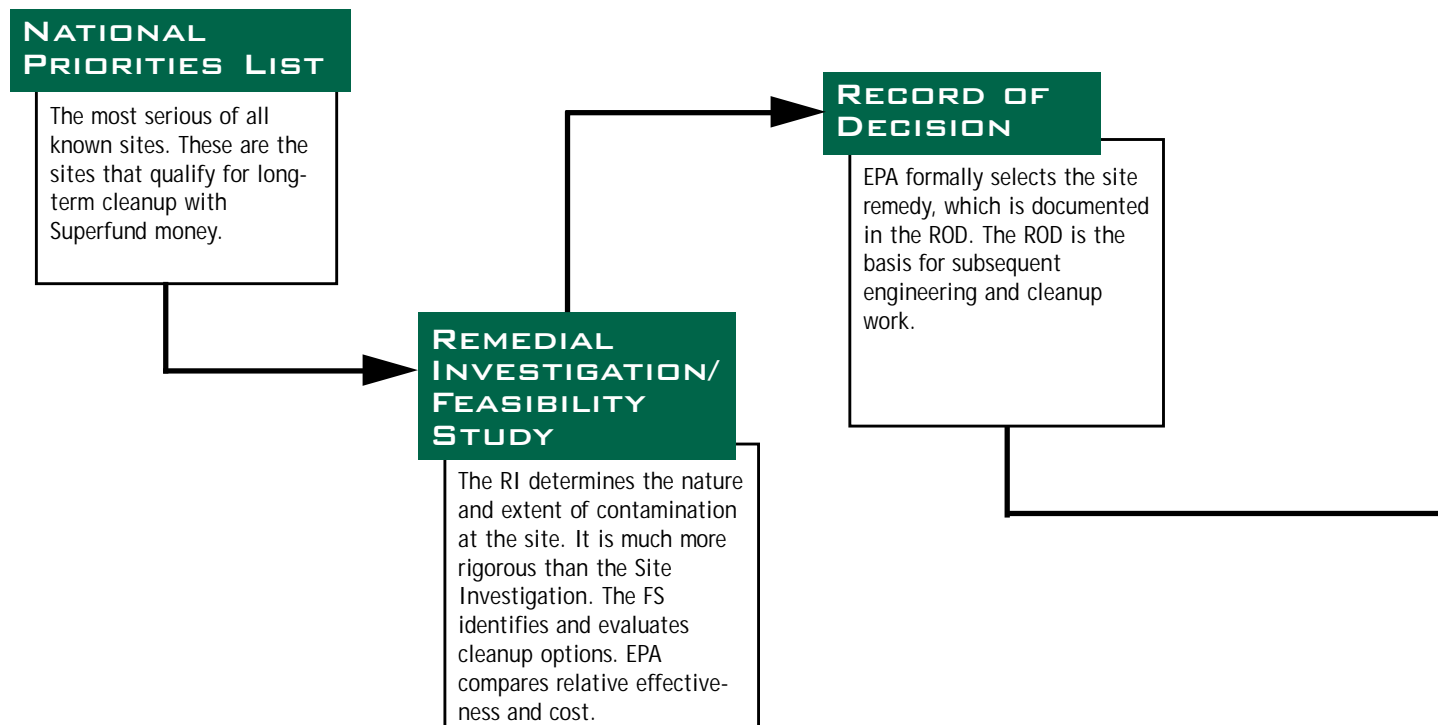 NATIONAL
PRIORITIES LIST
The most serious of all
known sites. These are the
sites that qualify for long-
term cleanup with
Superfund money.
REMEDIAL
INVESTIGATION/
FEASIBILITY
STUDY
The RI determines the nature
and extent of contamination
at the site. It is much more
rigorous than the Site
Investigation. The FS
identifies and evaluates
cleanup options. EPA
compares relative effective-
ness and cost.
RECORD OF
DECISION
EPA formally selects the site
remedy, which is documented
in the ROD. The ROD is the
basis for subsequent
engineering and cleanup
work.